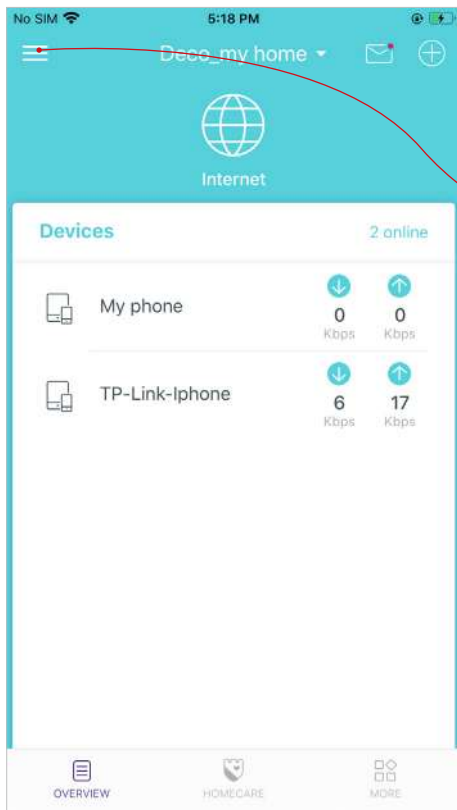 No SIM 5:18 PM
Deco_my home
Internet
Devices 2 online
My phone 0 0
Kbps Kbps
TP-Link-Iphone 6 17
Kbps Kbps
OVERVIEW HOMECARE MORE